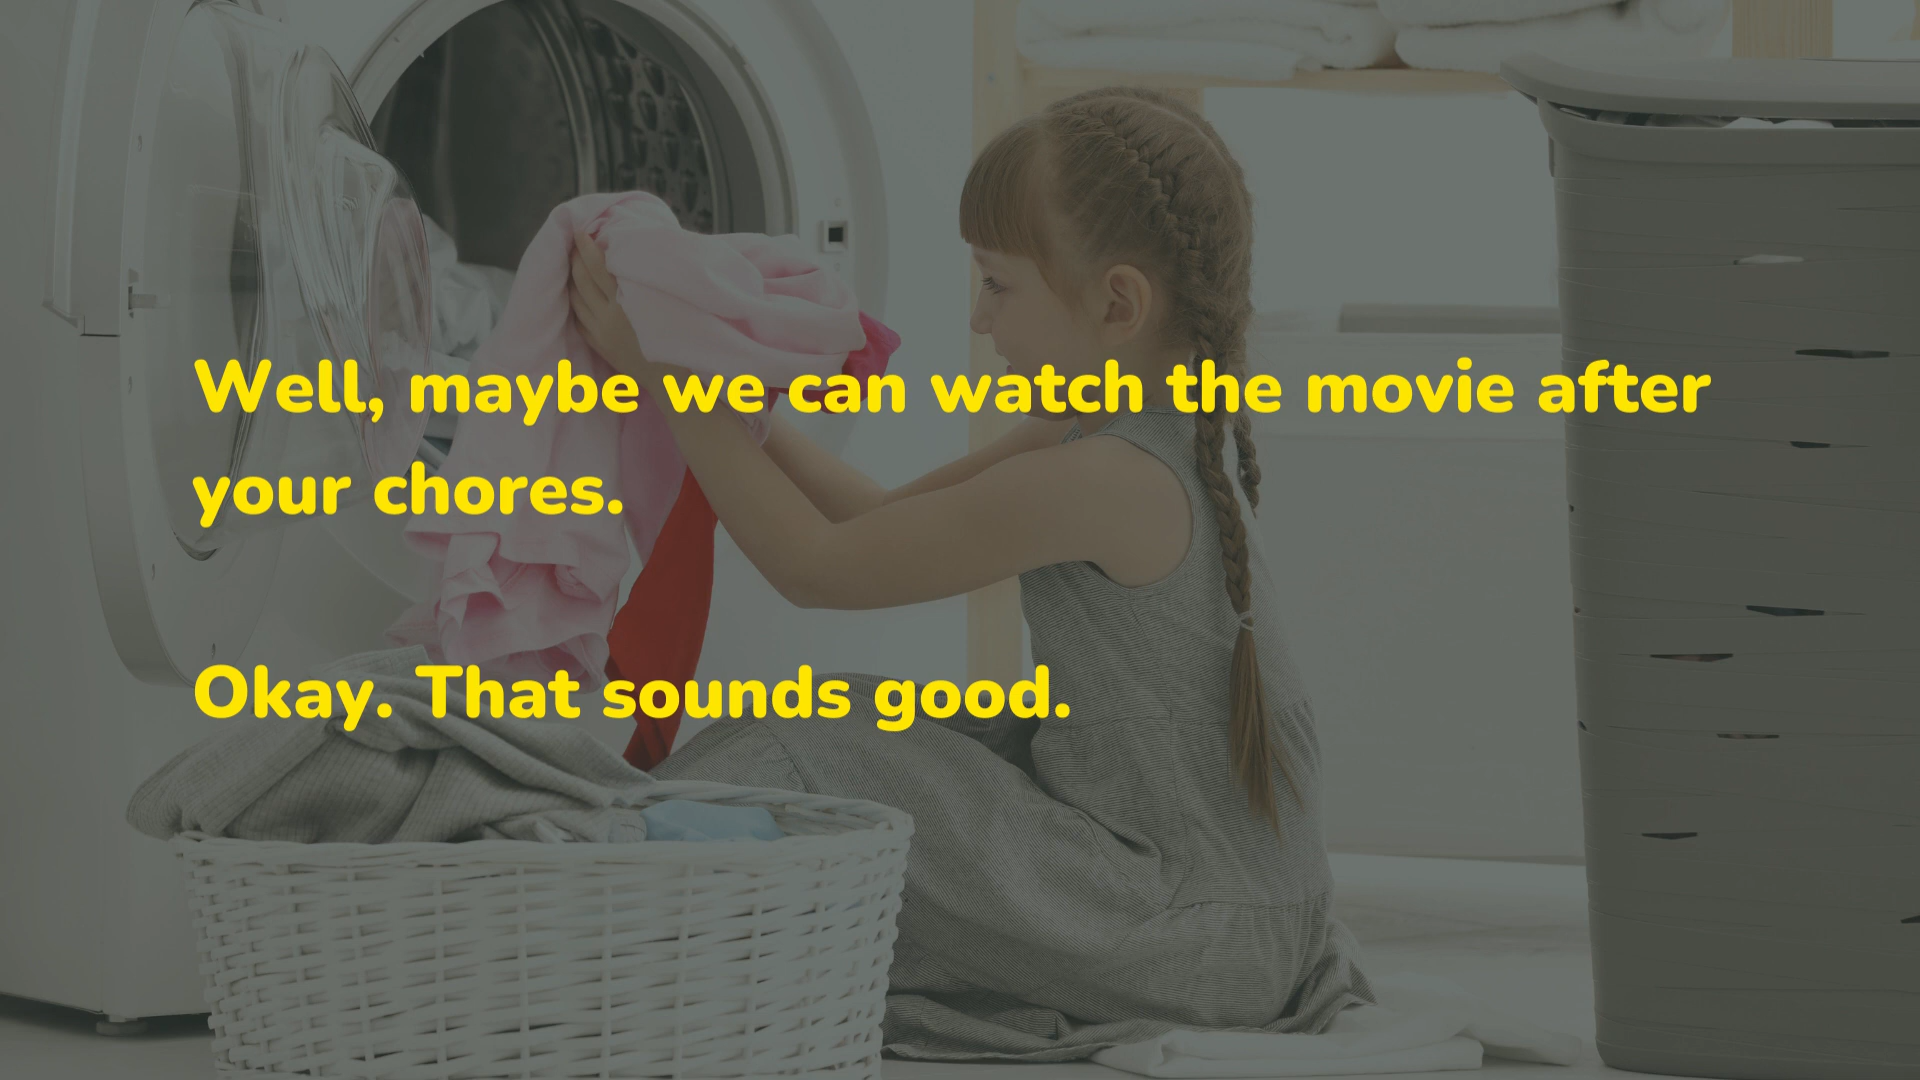 Well, maybe we can watch the movie after
your chores.
Okay. That sounds good.